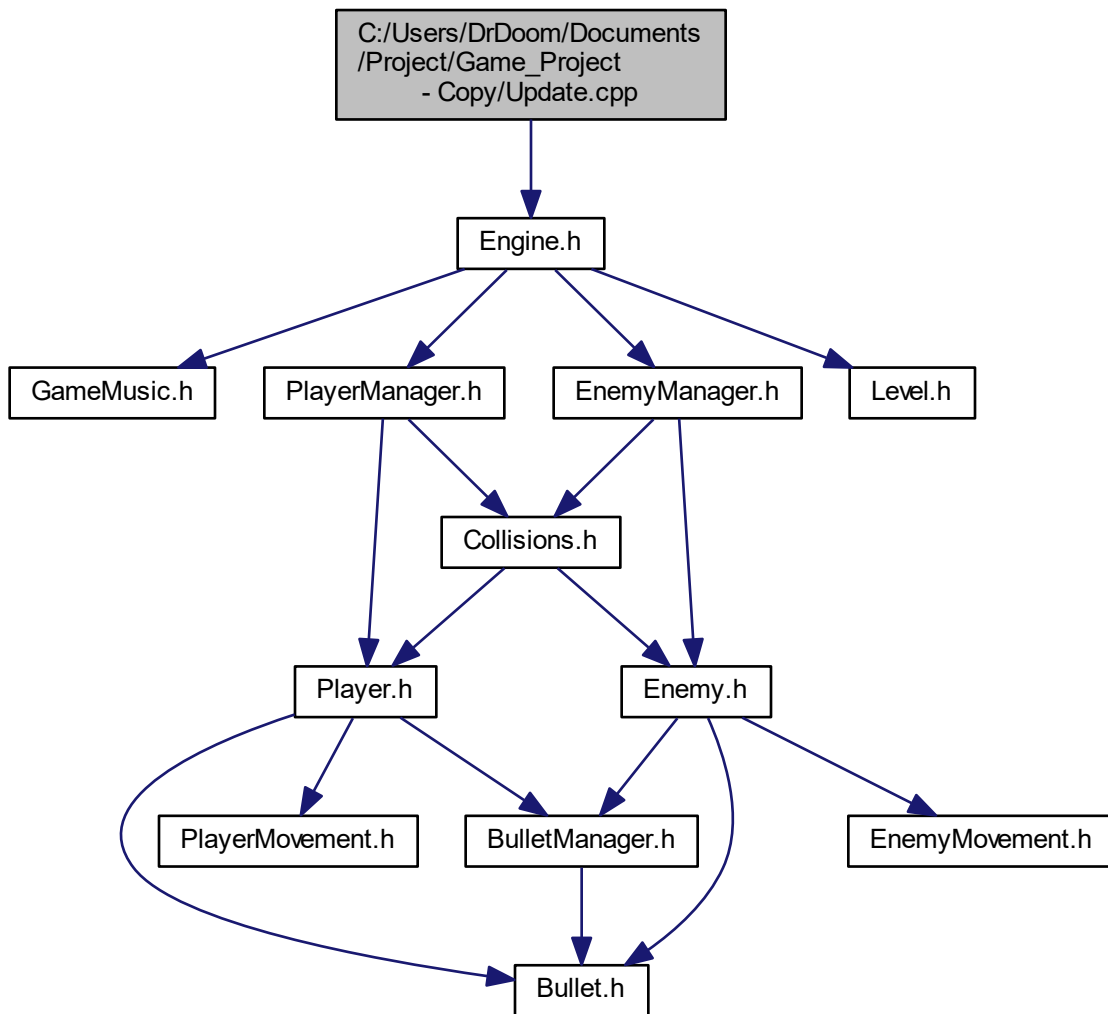 C:/Users/DrDoom/Documents
/Project/Game_Project
- Copy/Update.cpp
Engine.h
GameMusic.h
PlayerManager.h
EnemyManager.h
Level.h
Collisions.h
Player.h
Enemy.h
PlayerMovement.h
BulletManager.h
EnemyMovement.h
Bullet.h